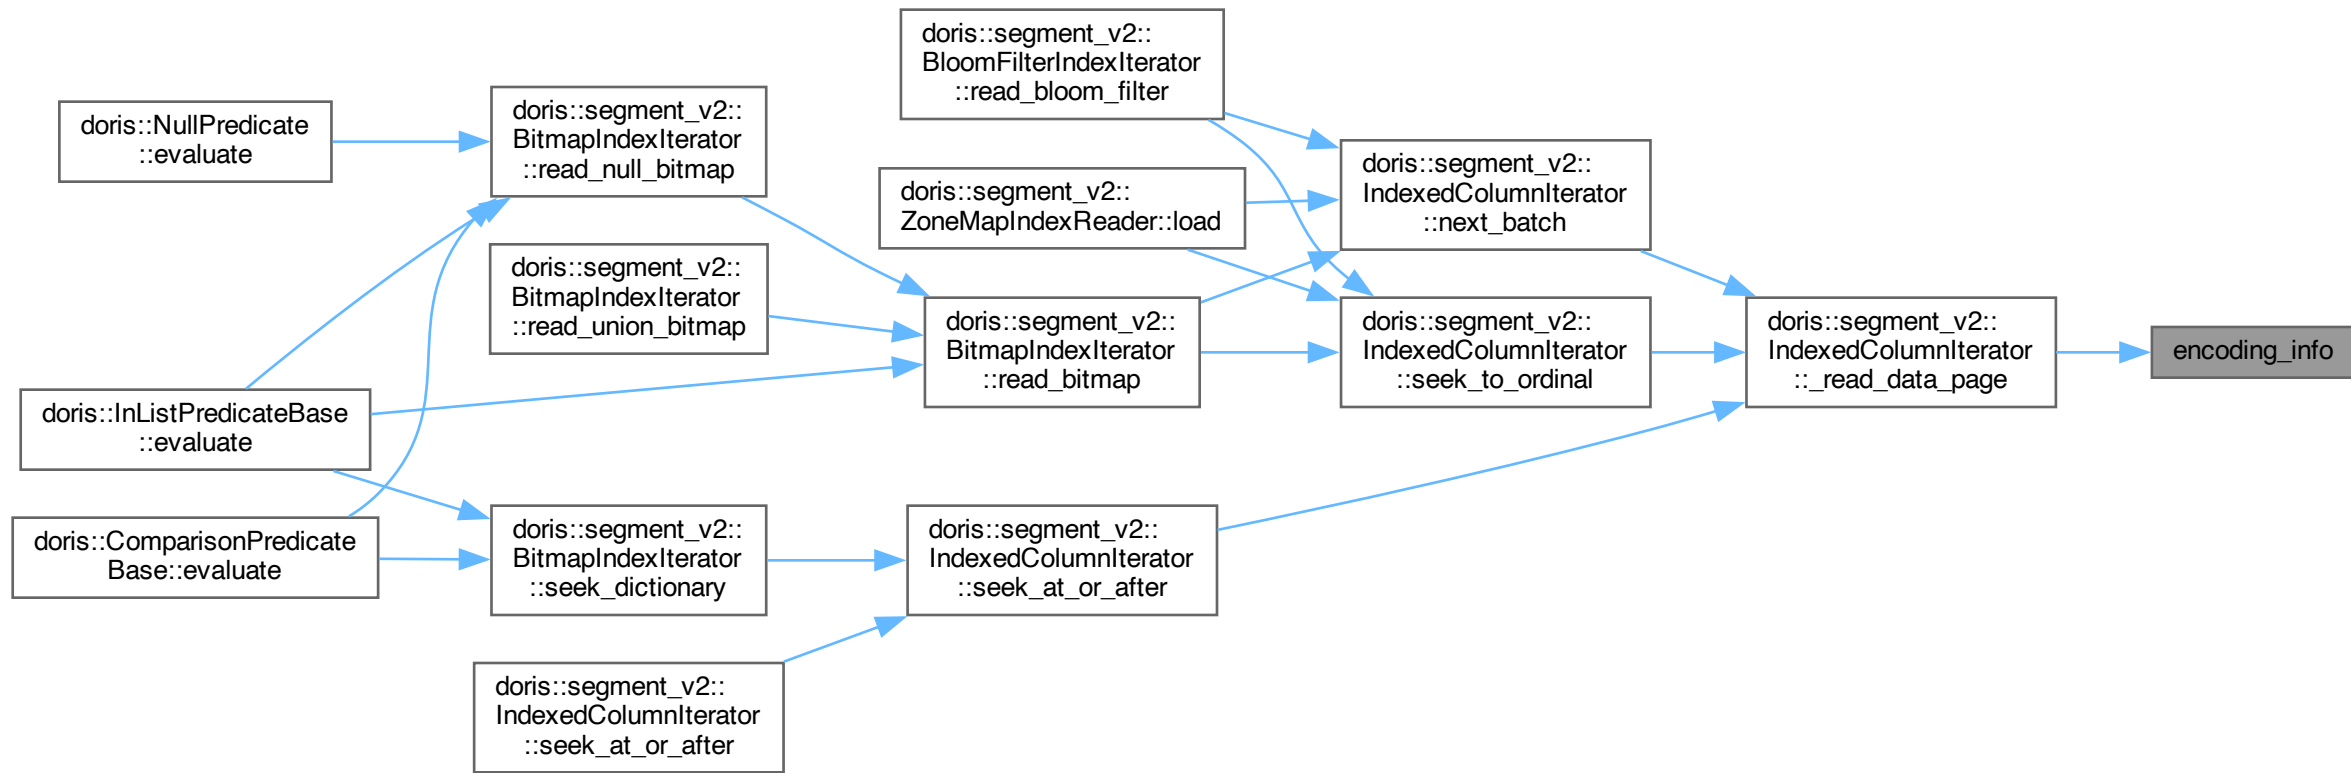 doris::NullPredicate
::evaluate
doris::segment_v2::
BitmapIndexIterator
::read_null_bitmap
doris::segment_v2::
BitmapIndexIterator
::read_union_bitmap
doris::InListPredicateBase
::evaluate
doris::ComparisonPredicate
Base::evaluate
doris::segment_v2::
BitmapIndexIterator
::seek_dictionary
doris::segment_v2::
IndexedColumnIterator
::seek_at_or_after
doris::segment_v2::
BloomFilterIndexIterator
::read_bloom_filter
doris::segment_v2::
ZoneMapIndexReader::load
doris::segment_v2::
BitmapIndexIterator
::read_bitmap
doris::segment_v2::
IndexedColumnIterator
::seek_at_or_after
doris::segment_v2::
IndexedColumnIterator
::next_batch
doris::segment_v2::
IndexedColumnIterator
::seek_to_ordinal
doris::segment_v2::
IndexedColumnIterator
::_read_data_page
encoding_info